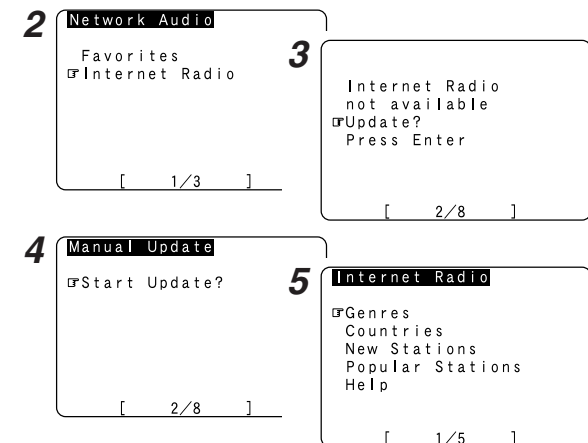 2
Network Audio
Favorites
☞Internet Radio
[ 1/3 ]
3
Internet Radio
not available
☞Update?
Press Enter
[ 2/8 ]
4
Manual Update
☞Start Update?
[ 2/8 ]
5
Internet Radio
☞Genres
Countries
New Stations
Popular Stations
Help
[ 1/5 ]